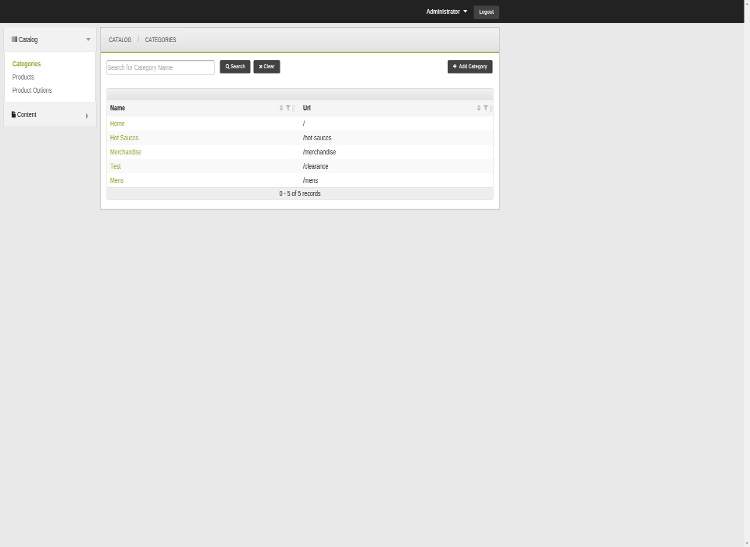 Administrator
Logout
Catalog
CATALOG / CATEGORIES
Categories
Products
Product Options
Content
Search for Category Name
Search
Clear
Add Category
Name
Url
Home
/
Hot Sauces
/hot-sauces
Merchandise
/merchandise
Test
/clearance
Mens
/mens
0 - 5 of 5 records